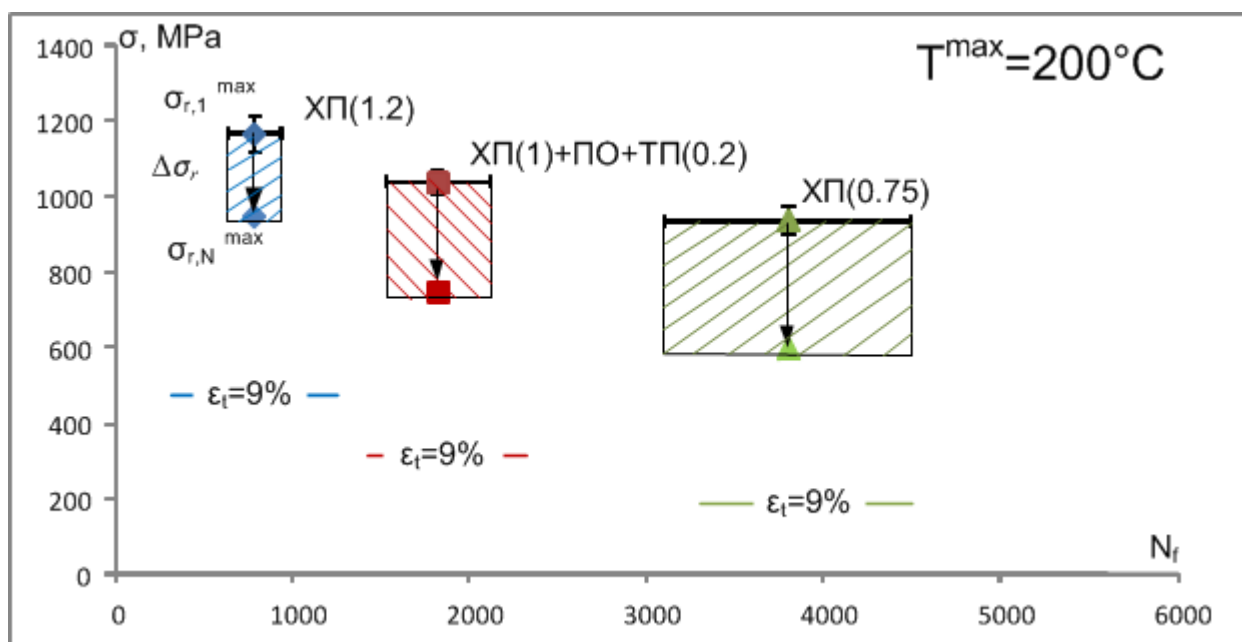 σ, MPa
T^max=200°C
1400
1200
1000
800
600
400
200
0
σr,1 max
ХП(1.2)
Δσr
ХП(1)+ПО+ТП(0.2)
σr,N max
ХП(0.75)
εt=9%
εt=9%
εt=9%
Nf
0 1000 2000 3000 4000 5000 6000